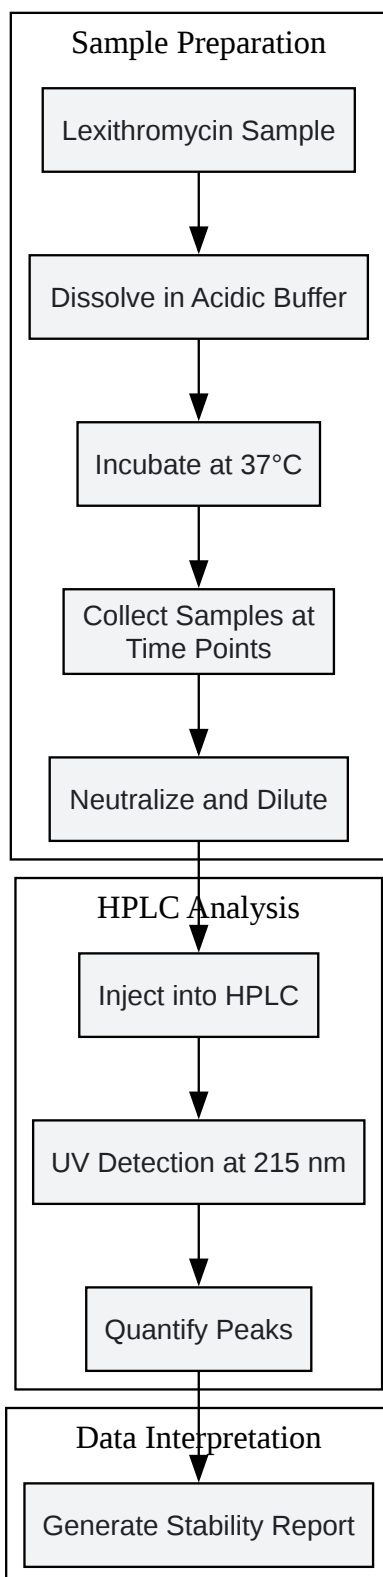 Sample Preparation
Lexithromycin Sample
Dissolve in Acidic Buffer
Incubate at 37°C
Collect Samples at
Time Points
Neutralize and Dilute
HPLC Analysis
Inject into HPLC
UV Detection at 215 nm
Quantify Peaks
Data Interpretation
Generate Stability Report